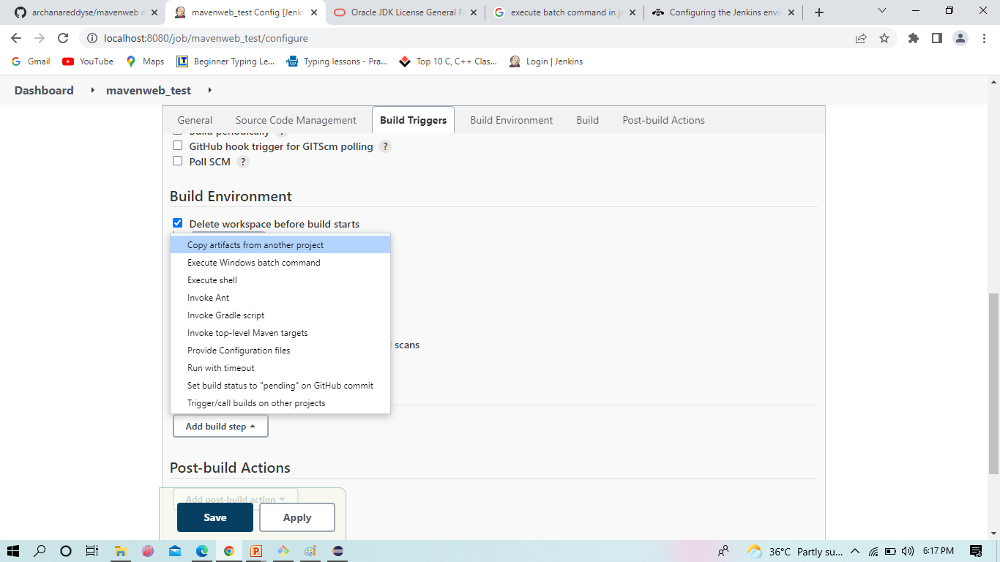 archanareddyse/mavenweb a
mavenweb_test Config [Jenk
Oracle JDK License General F
execute batch command in je
Configuring the Jenkins envir
localhost:8080/job/mavenweb_test/configure
Gmail YouTube Maps Beginner Typing Le... Typing lessons - Pra... Top 10 C, C++ Clas... Login | Jenkins
Dashboard mavenweb_test
General Source Code Management Build Triggers Build Environment Build Post-build Actions
Build periodically ?
GitHub hook trigger for GITScm polling ?
Poll SCM ?
Build Environment
Delete workspace before build starts
Copy artifacts from another project
Execute Windows batch command
Execute shell
Invoke Ant
Invoke Gradle script
Invoke top-level Maven targets
scans
Provide Configuration files
Run with timeout
Set build status to "pending" on GitHub commit
Trigger/call builds on other projects
Add build step
Post-build Actions
Add post-build action
Save Apply
36°C Partly su... 6:17 PM